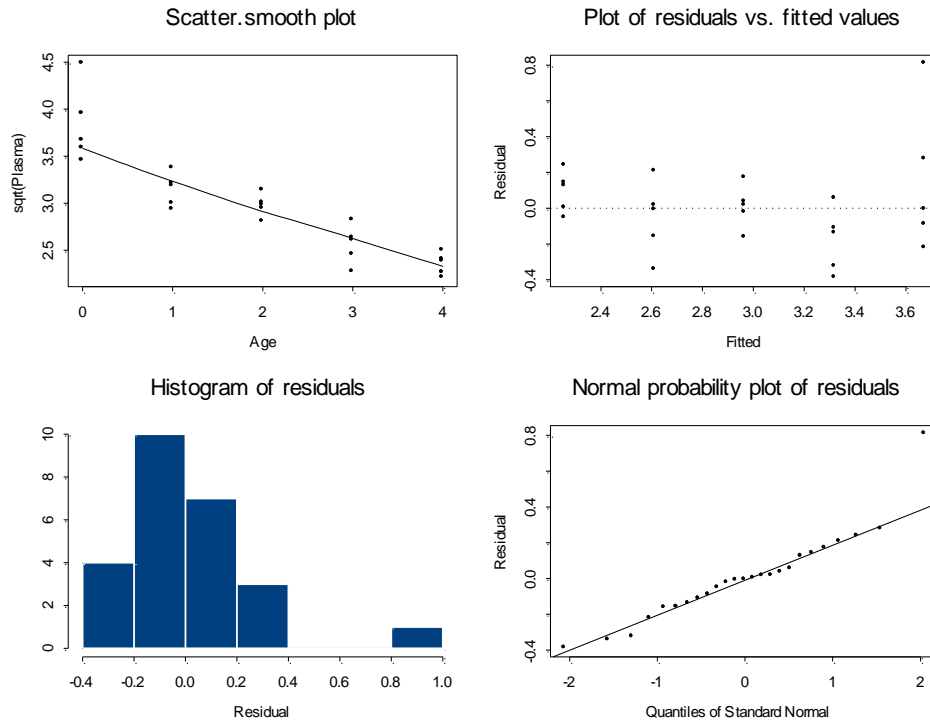 Scatter.smooth plot
sqrt(Plasma)
4.5
4.0
3.5
3.0
2.5
0 1 2 3 4
Age
Plot of residuals vs. fitted values
Residual
0.8
0.4
0.0
-0.4
2.4 2.6 2.8 3.0 3.2 3.4 3.6
Fitted
Histogram of residuals
10
8
6
4
2
0
-0.4 -0.2 0.0 0.2 0.4 0.6 0.8 1.0
Residual
Normal probability plot of residuals
Residual
0.8
0.4
0.0
-0.4
-2 -1 0 1 2
Quantiles of Standard Normal